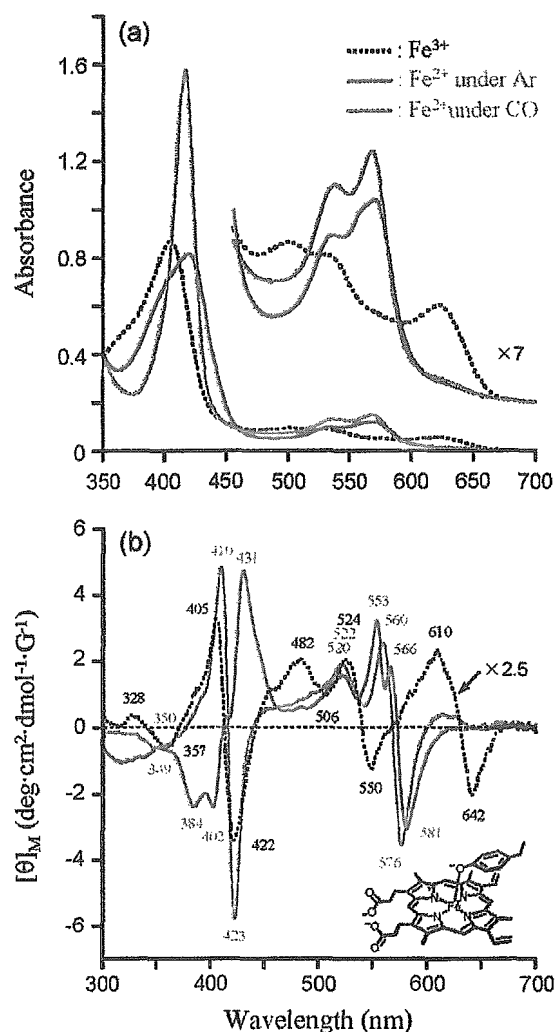 (a)
: Fe³⁺
: Fe²⁺ under Ar
: Fe²⁺ under CO
1.6
1.2
0.8
0.4
0
Absorbance
×7
350 400 450 500 550 600 650 700
(b)
6
4
2
0
-2
-4
-6
[θ]M (deg·cm²·dmol⁻¹·G⁻¹)
431
405
553
560
566
524
522
520
482
610
×2.5
328
350
357
506
550
384
402
422
642
581
576
423
N
N
N
N
Fe
O
O
O
300 400 500 600 700
Wavelength (nm)